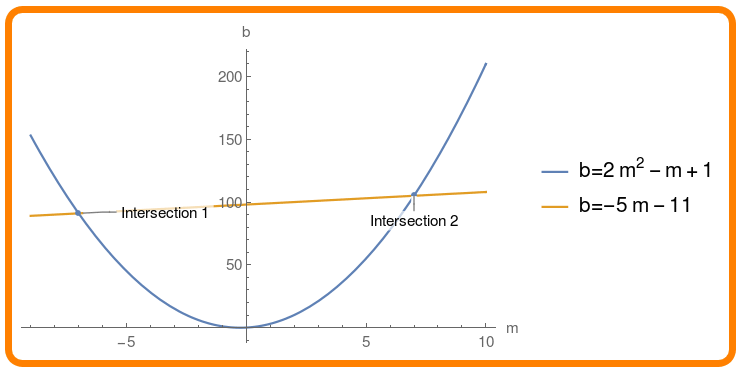 b
200
150
100
50
Intersection 1
Intersection 2
−5
5
10
m
b=2 m² − m + 1
b=−5 m − 11